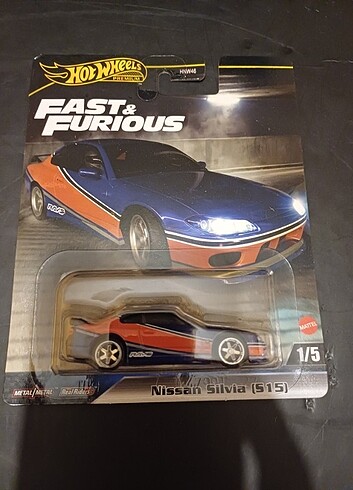 HOT WHEELS
PREMIUM
HNW46
FAST &
FURIOUS
MATTEL
1/5
METAL/METAL
Real Riders
Nissan Silvia (S15)